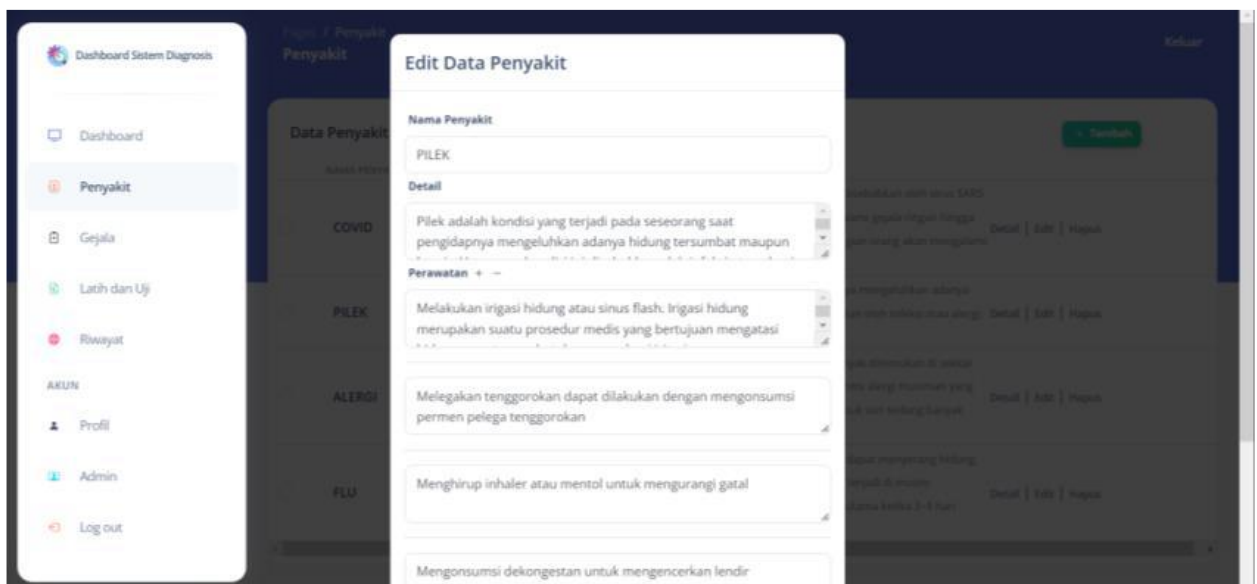 Dashboard Sistem Diagnosis
Dashboard
Penyakit
Gejala
Latih dan Uji
Riwayat
AKUN
Profil
Admin
Log out
Pages / Penyakit
Penyakit
Keluar
Data Penyakit
+ Tambah
COVID
Detail | Edit | Hapus
PILEK
Detail | Edit | Hapus
ALERGI
Detail | Edit | Hapus
FLU
Detail | Edit | Hapus
Edit Data Penyakit
Nama Penyakit
PILEK
Detail
Pilek adalah kondisi yang terjadi pada seseorang saat
pengidapnya mengeluhkan adanya hidung tersumbat maupun
Perawatan + −
Melakukan irigasi hidung atau sinus flash. Irigasi hidung
merupakan suatu prosedur medis yang bertujuan mengatasi
Melegakan tenggorokan dapat dilakukan dengan mengonsumsi
permen pelega tenggorokan
Menghirup inhaler atau mentol untuk mengurangi gatal
Mengonsumsi dekongestan untuk mengencerkan lendir